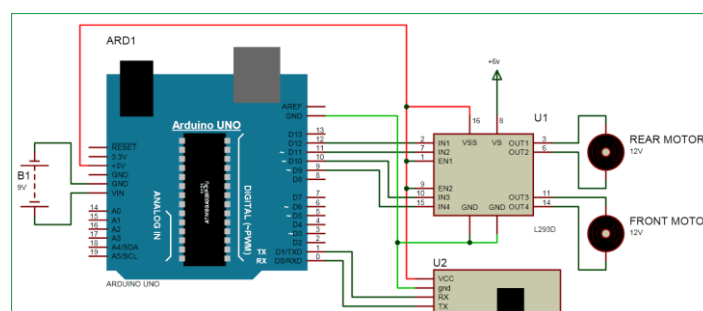 ARD1
+6v
AREF
GND
16
8
U1
RESET
3.3V
+5V
GND
VIN
Arduino UNO
D13
D12
~ D11
~ D10
~ D9
D8
13
12
11
10
9
8
2
7
1
IN1
IN2
EN1
VSS
VS
OUT1
OUT2
3
6
REAR MOTOR
12V
B1
9V
ANALOG IN
DIGITAL (~PWM)
D7
~ D6
~ D5
D4
~ D3
D2
TX D1/TXD
RX D0/RXD
7
6
5
4
3
2
1
0
9
10
15
EN2
IN3
IN4
GND
GND
OUT3
OUT4
11
14
L293D
FRONT MOTO
12V
14
15
16
17
18
19
A0
A1
A2
A3
A4/SDA
A5/SCL
ARDUINO UNO
U2
VCC
gnd
RX
TX